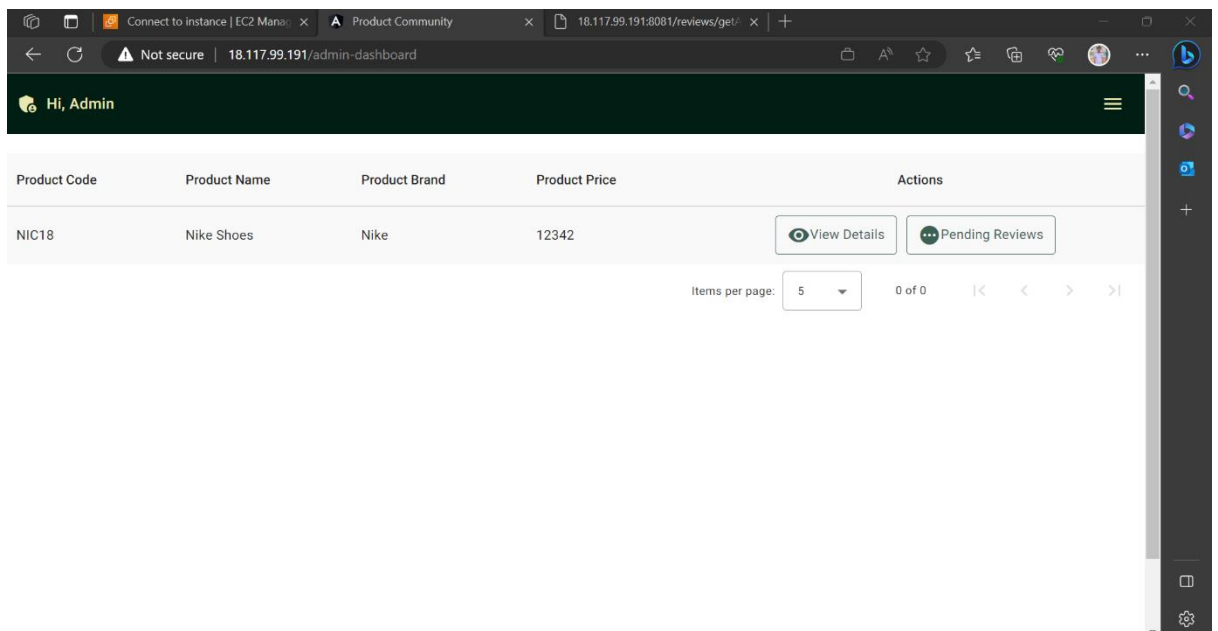 Connect to instance | EC2 Manag
Product Community
18.117.99.191:8081/reviews/getA
Not secure | 18.117.99.191/admin-dashboard
Hi, Admin
Product Code Product Name Product Brand Product Price Actions
NIC18 Nike Shoes Nike 12342 View Details Pending Reviews
Items per page: 5 0 of 0